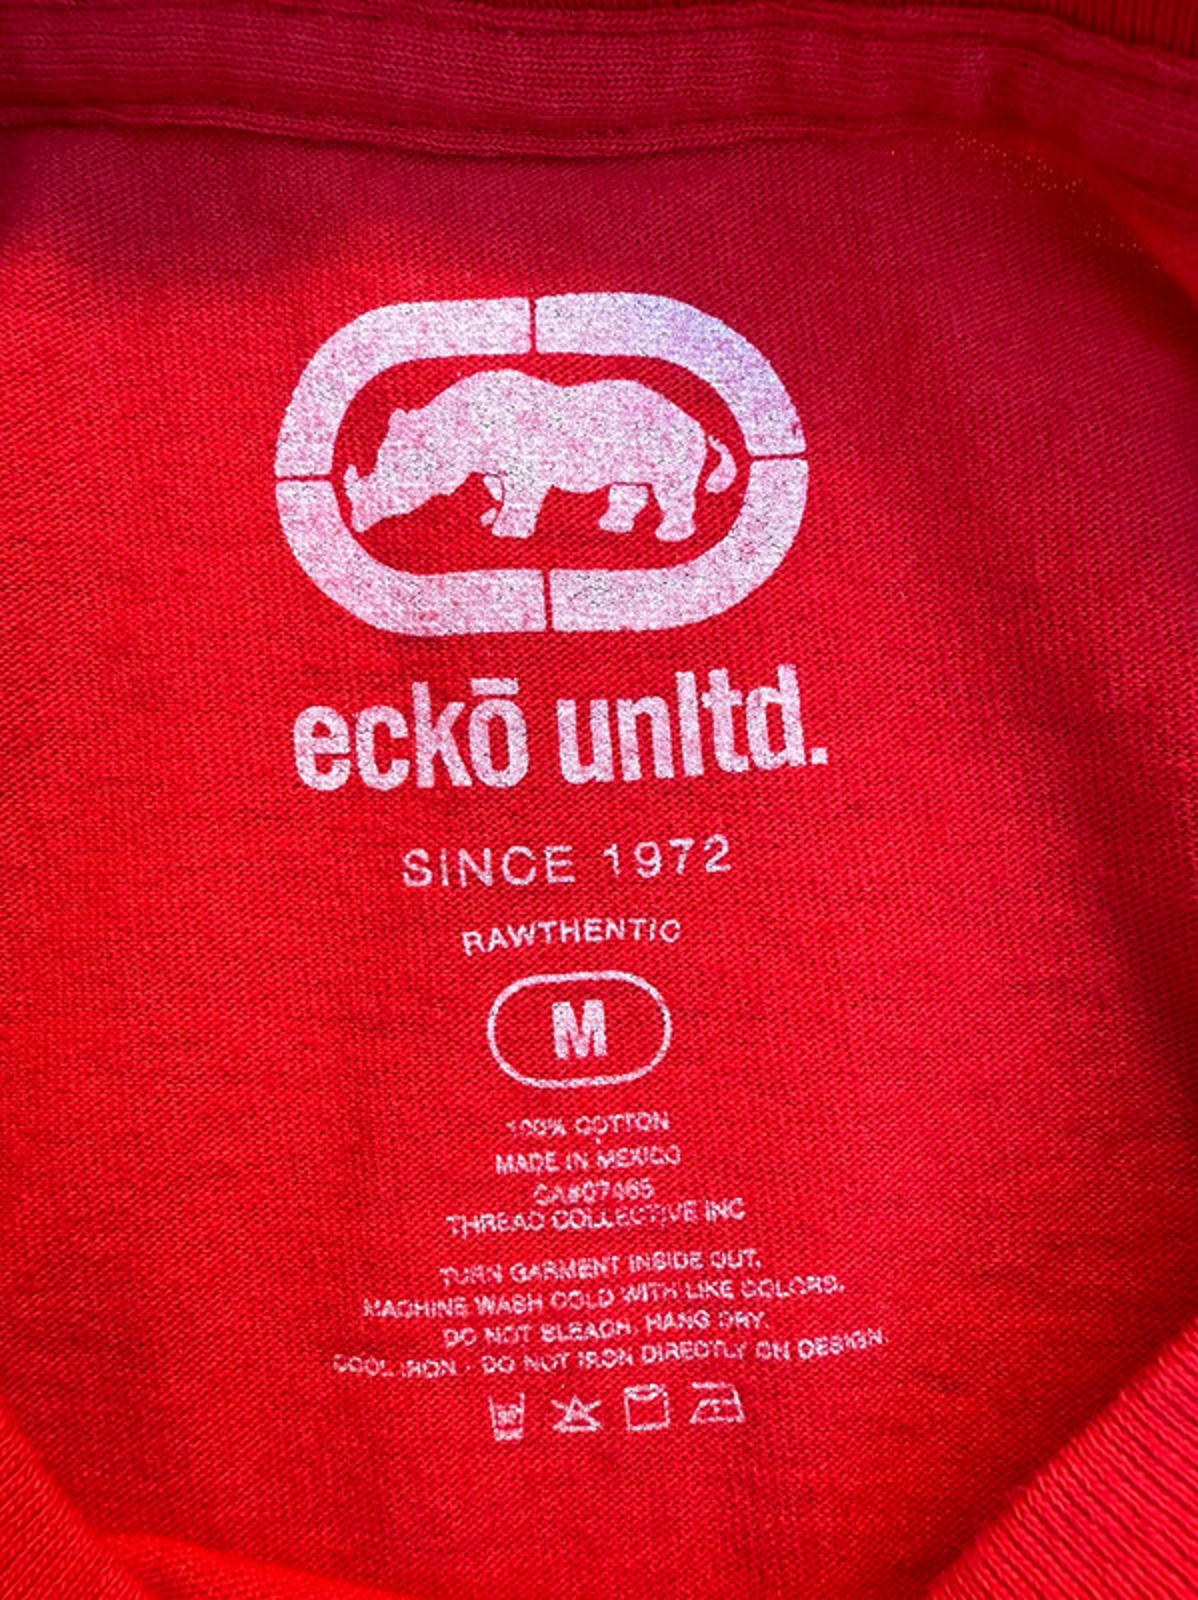 eckō unltd.
SINCE 1972
RAWTHENTIC
M
100% COTTON
MADE IN MEXICO
CA#07465
THREAD COLLECTIVE INC
TURN GARMENT INSIDE OUT.
MACHINE WASH COLD WITH LIKE COLORS.
DO NOT BLEACH. HANG DRY.
COOL IRON - DO NOT IRON DIRECTLY ON DESIGN.